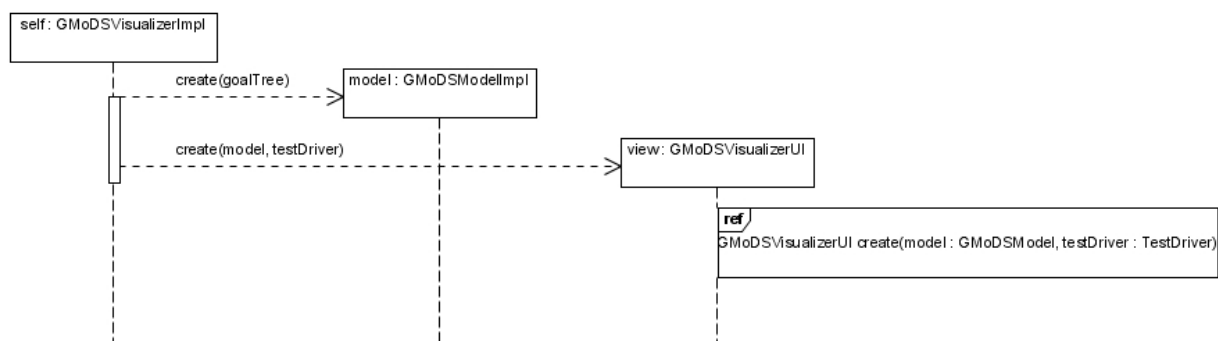 self : GMoDSVisualizerImpl
create(goalTree)
model : GMoDSModelImpl
create(model, testDriver)
view : GMoDSVisualizerUI
ref
GMoDSVisualizerUI create(model : GMoDSModel, testDriver : TestDriver)